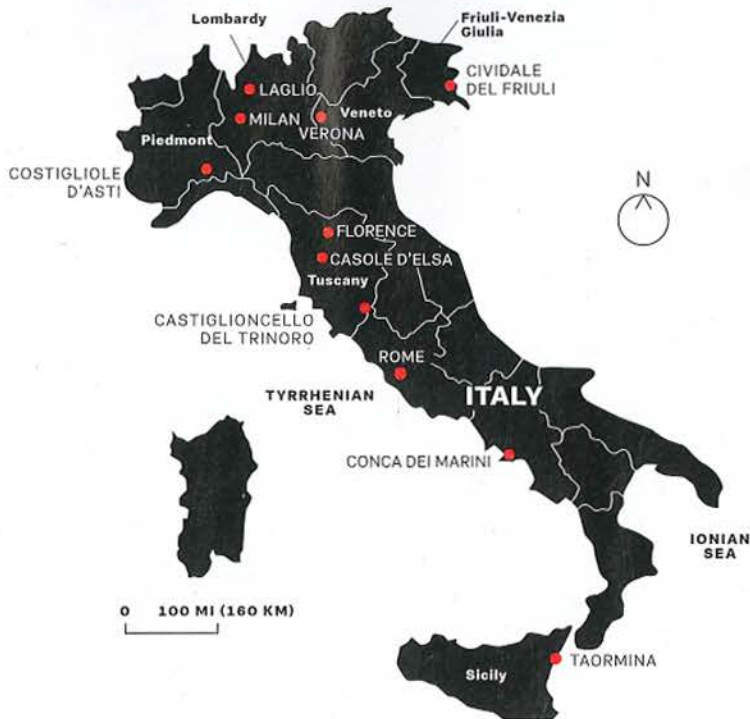 Lombardy
Friuli-Venezia
Giulia
CIVIDALE
DEL FRIULI
LAGLIO
MILAN
Veneto
VERONA
Piedmont
COSTIGLIOLE
D'ASTI
N
FLORENCE
CASOLE D'ELSA
Tuscany
CASTIGLIONCELLO
DEL TRINORO
ROME
TYRRHENIAN
SEA
ITALY
CONCA DEI MARINI
IONIAN
SEA
0 100 MI (160 KM)
TAORMINA
Sicily